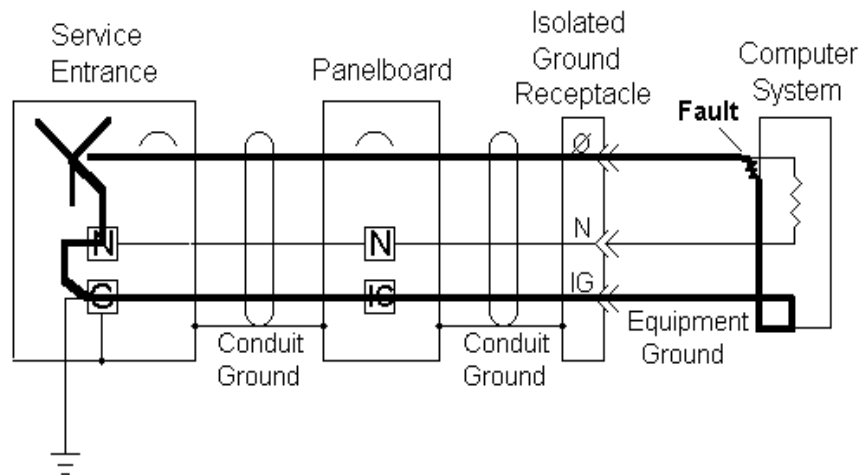 Service
Entrance
Panelboard
Isolated
Ground
Receptacle
Computer
System
Fault
Ø
N
N
N
G
IG
IG
Equipment
Ground
Conduit
Ground
Conduit
Ground